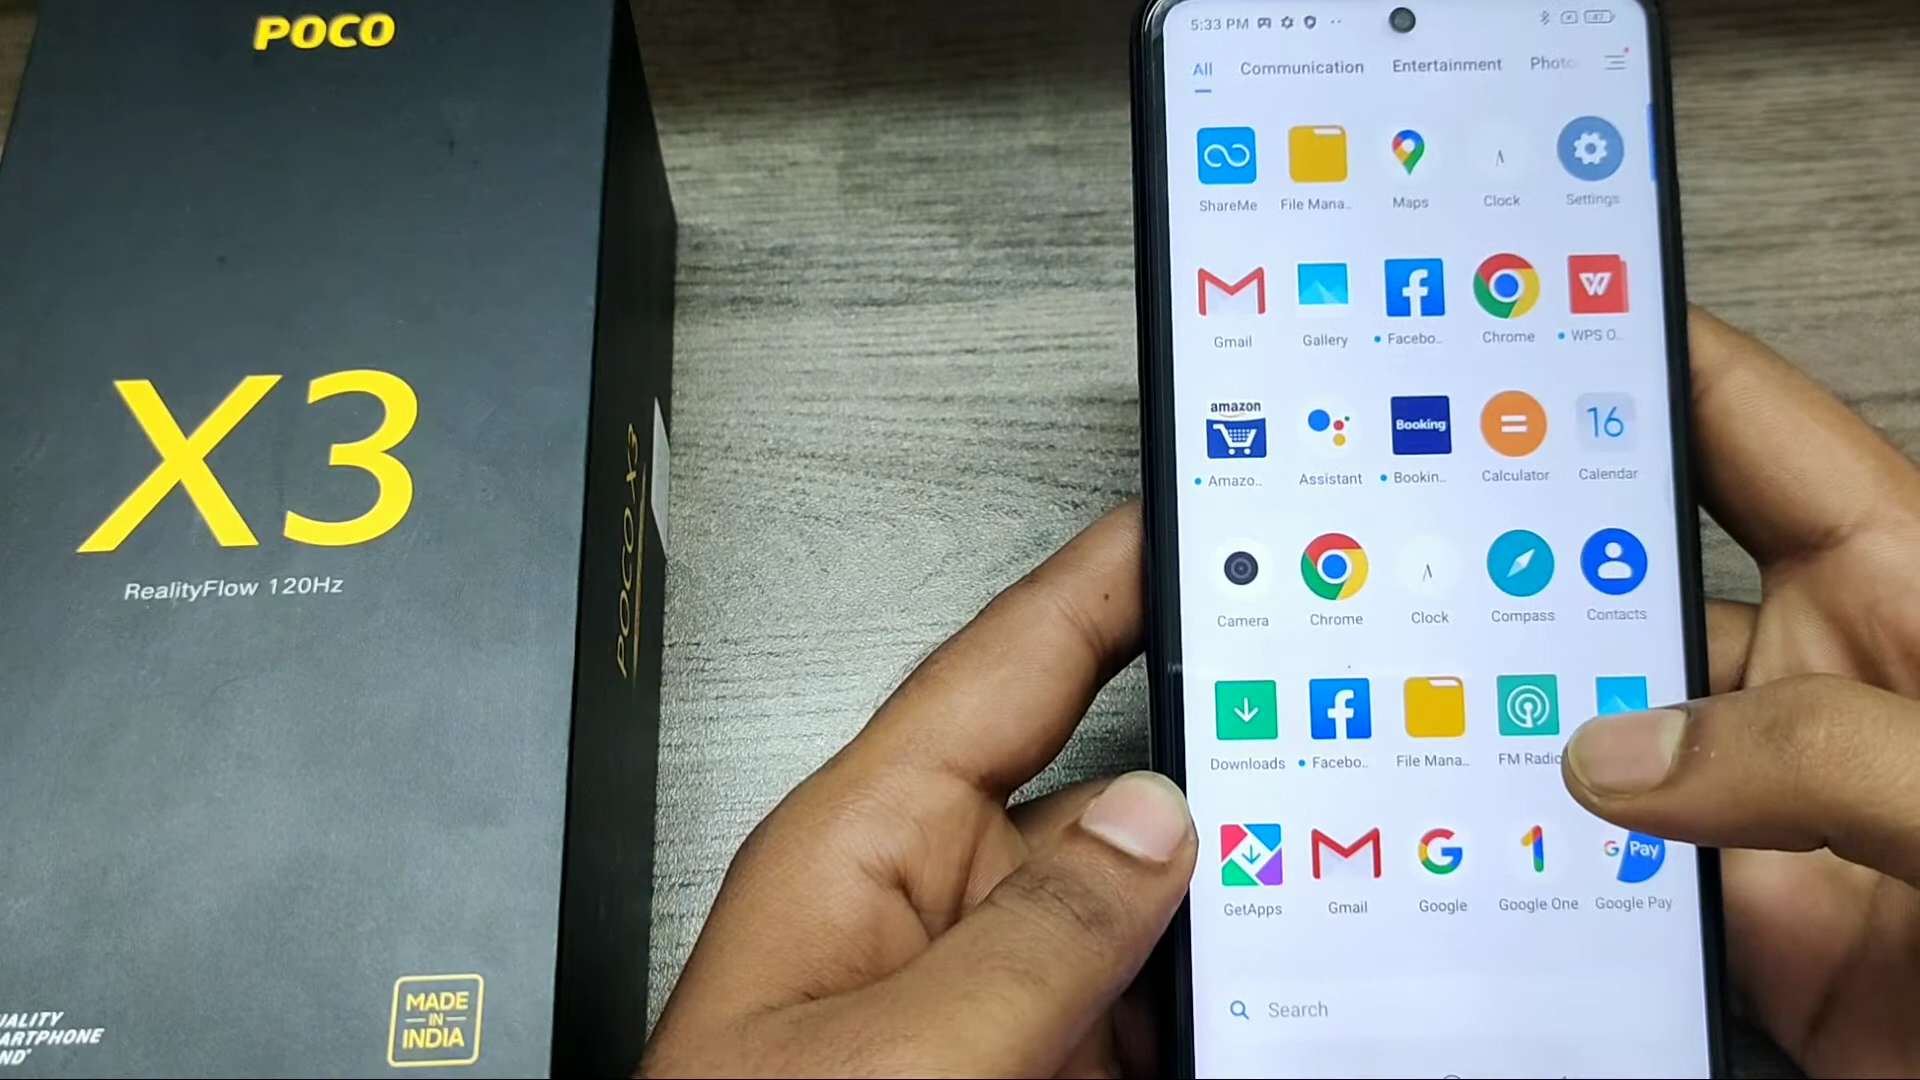 POCO
X3
RealityFlow 120Hz
MADE
IN
INDIA
POCO X3
5:33 PM
47
All Communication Entertainment Photo
ShareMe File Mana.. Maps Clock Settings
Gmail Gallery Facebo.. Chrome WPS O..
amazon
Booking
16
Amazo.. Assistant Bookin.. Calculator Calendar
Camera Chrome Clock Compass Contacts
Downloads Facebo.. File Mana.. FM Radio
G Pay
GetApps Gmail Google Google One Google Pay
Search